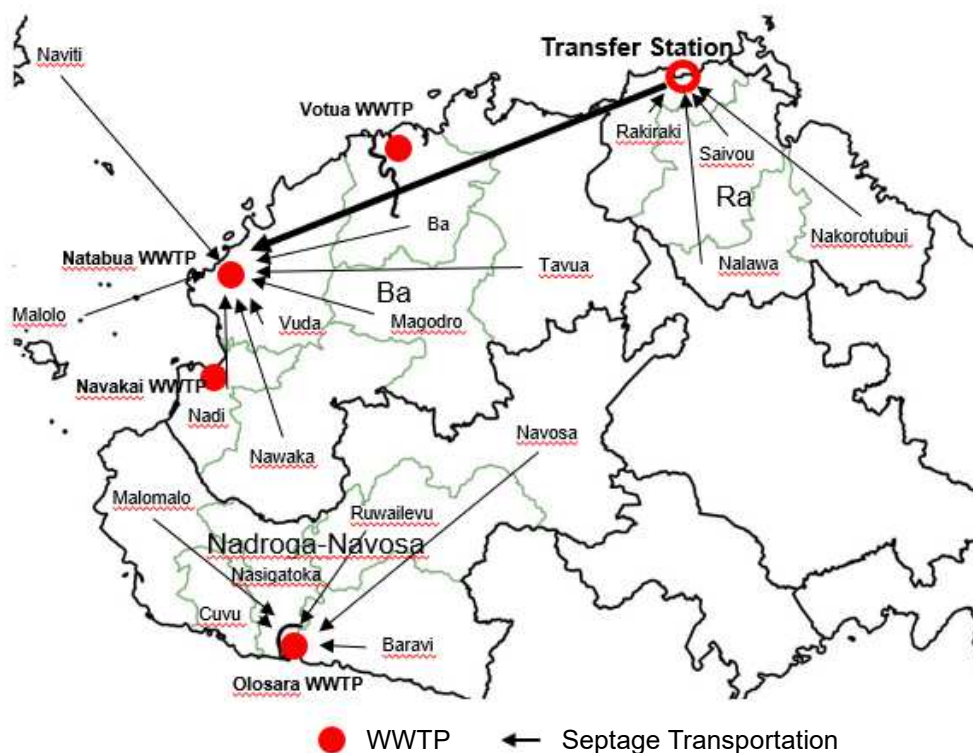 Transfer Station
Naviti
Votua WWTP
Rakiraki
Saivou
Ra
Ba
Nakorotubui
Natabua WWTP
Tavua
Nalawa
Ba
Malolo
Vuda
Magodro
Navakai WWTP
Nadi
Navosa
Nawaka
Malomalo
Ruwailevu
Nadroga-Navosa
Nasigatoka
Cuvu
Baravi
Olosara WWTP
WWTP
Septage Transportation